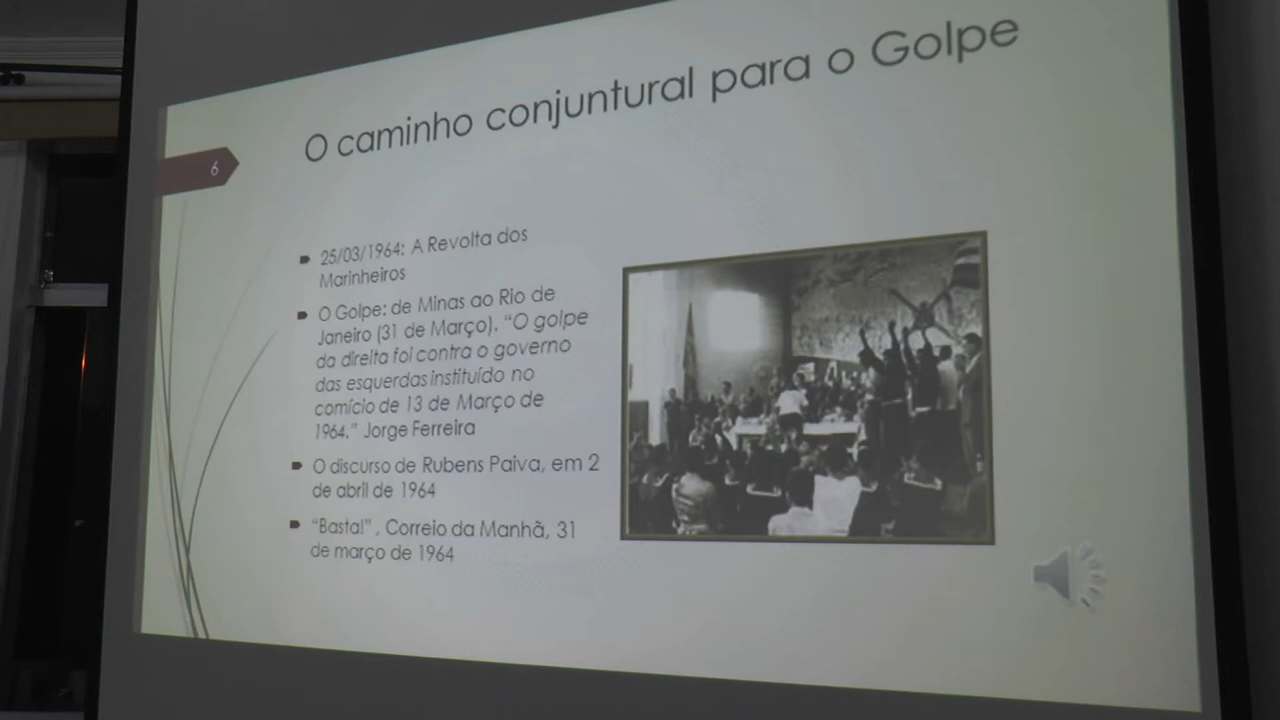 O caminho conjuntural para o Golpe
6
25/03/1964: A Revolta dos
Marinheiros
O Golpe: de Minas ao Rio de
Janeiro (31 de Março). “O golpe
da direita foi contra o governo
das esquerdas instituído no
comício de 13 de Março de
1964.” Jorge Ferreira
O discurso de Rubens Paiva, em 2
de abril de 1964
“Basta!” , Correio da Manhã, 31
de março de 1964